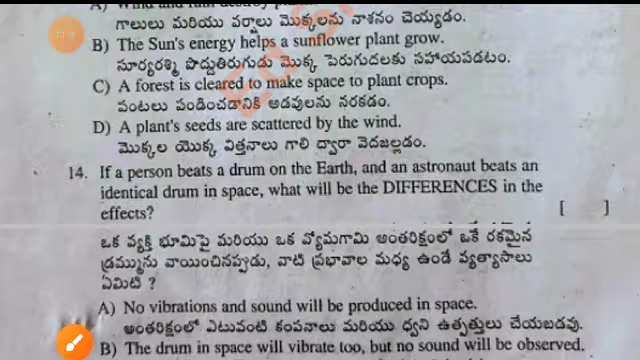 A) Wind and rain destroy
గాలులు మరియు వర్షాలు మొక్కలను నాశనం చెయ్యడం.
B) The Sun's energy helps a sunflower plant grow.
సూర్యరశ్మి పొద్దుతిరుగుడు మొక్క పెరుగుదలకు సహాయపడటం.
C) A forest is cleared to make space to plant crops.
పంటలు పండించడానికి అడవులను నరకడం.
D) A plant's seeds are scattered by the wind.
మొక్కల యొక్క విత్తనాలు గాలి ద్వారా వెదజల్లడం.
14. If a person beats a drum on the Earth, and an astronaut beats an
identical drum in space, what will be the DIFFERENCES in the
effects? [ ]
ఒక వ్యక్తి భూమిపై మరియు ఒక వ్యోమగామి అంతరిక్షంలో ఒకే రకమైన
డ్రమ్మును వాయించినప్పుడు, వాటి ప్రభావాల మధ్య ఉండే వ్యత్యాసాలు
ఏమిటి ?
A) No vibrations and sound will be produced in space.
అంతరిక్షంలో ఎటువంటి కంపనాలు మరియు ధ్వని ఉత్పత్తులు చేయబడవు.
B) The drum in space will vibrate too, but no sound will be observed.